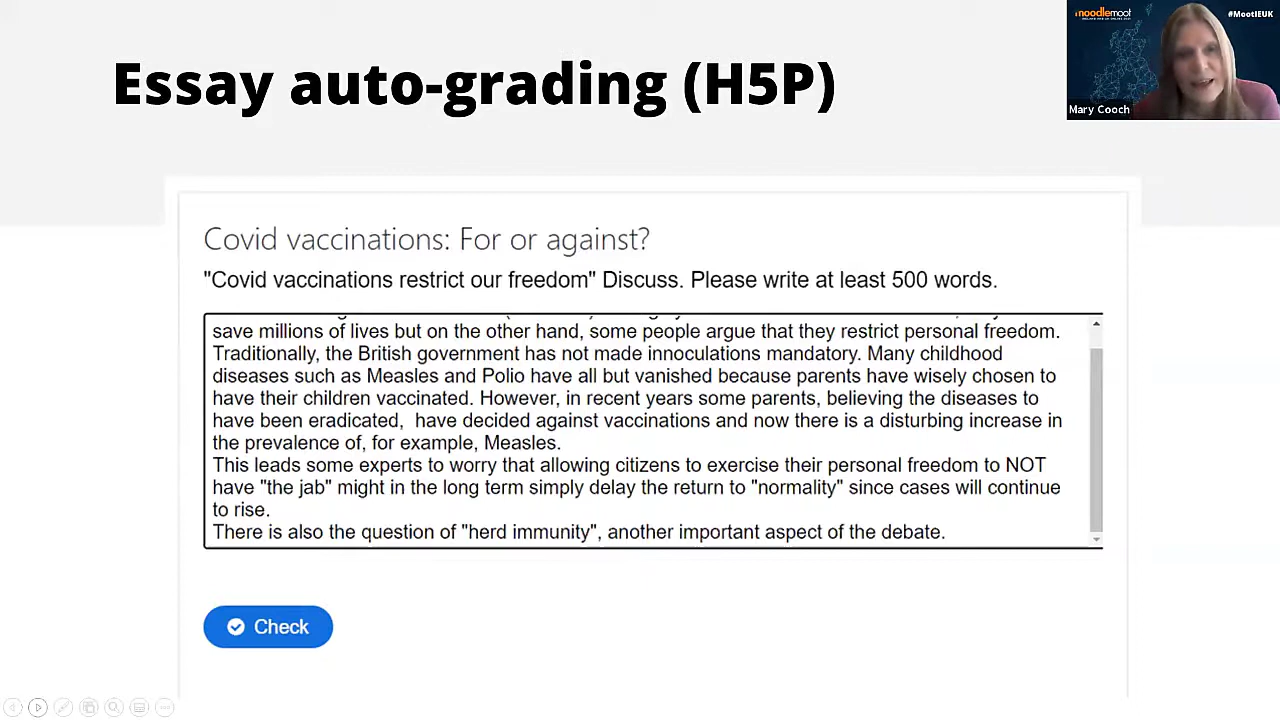 moodlemoot
#MootIEUK
Mary Cooch
Essay auto-grading (H5P)
Covid vaccinations: For or against?
"Covid vaccinations restrict our freedom" Discuss. Please write at least 500 words.
save millions of lives but on the other hand, some people argue that they restrict personal freedom.
Traditionally, the British government has not made innoculations mandatory. Many childhood
diseases such as Measles and Polio have all but vanished because parents have wisely chosen to
have their children vaccinated. However, in recent years some parents, believing the diseases to
have been eradicated,  have decided against vaccinations and now there is a disturbing increase in
the prevalence of, for example, Measles.
This leads some experts to worry that allowing citizens to exercise their personal freedom to NOT
have "the jab" might in the long term simply delay the return to "normality" since cases will continue
to rise.
There is also the question of "herd immunity", another important aspect of the debate.
Check